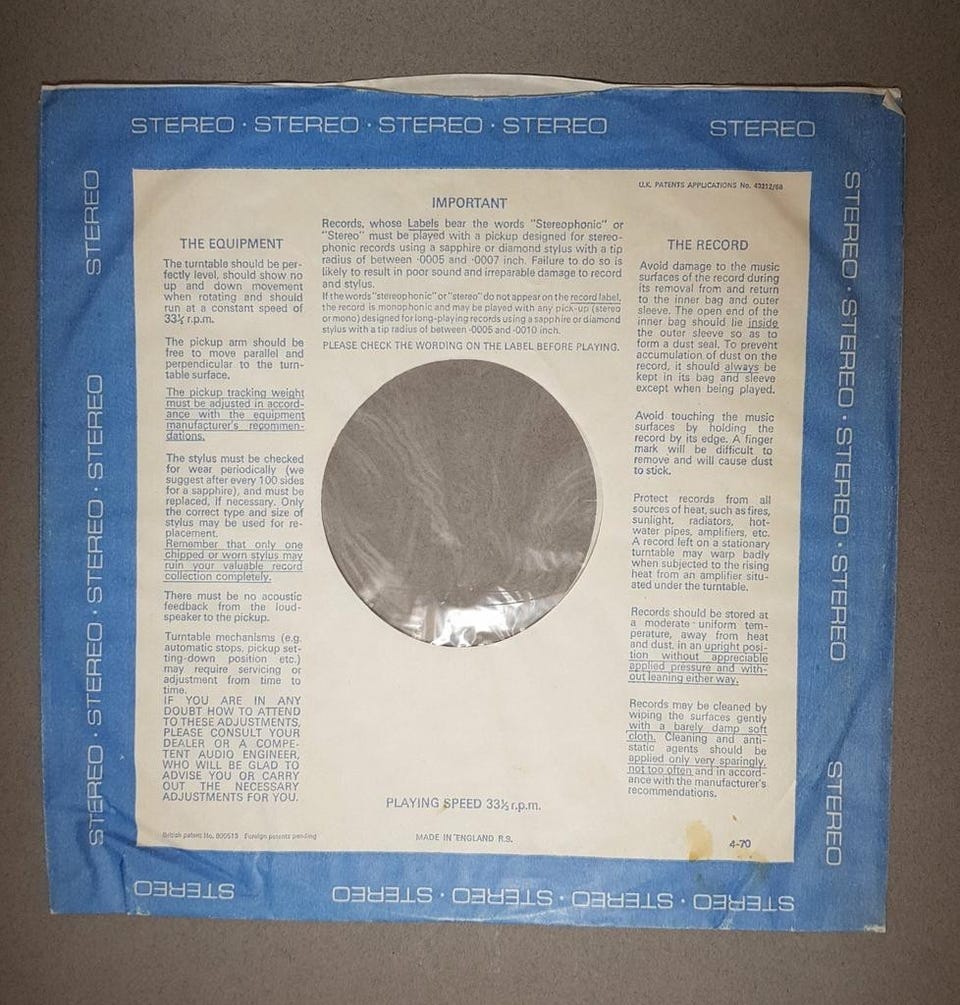 STEREO · STEREO · STEREO · STEREO
STEREO
U.K. PATENTS APPLICATIONS No. 43212/68
IMPORTANT
Records, whose Labels bear the words "Stereophonic" or
"Stereo" must be played with a pickup designed for stereo-
phonic records using a sapphire or diamond stylus with a tip
radius of between ·0005 and ·0007 inch. Failure to do so is
likely to result in poor sound and irreparable damage to record
and stylus.
If the words "stereophonic" or "stereo" do not appear on the record label,
the record is monophonic and may be played with any pick-up (stereo
or mono) designed for long-playing records using a sapphire or diamond
stylus with a tip radius of between ·0005 and ·0010 inch.
PLEASE CHECK THE WORDING ON THE LABEL BEFORE PLAYING.
THE EQUIPMENT
The turntable should be per-
fectly level, should show no
up and down movement
when rotating and should
run at a constant speed of
33⅓ r.p.m.
The pickup arm should be
free to move parallel and
perpendicular to the turn-
table surface.
The pickup tracking weight
must be adjusted in accord-
ance with the equipment
manufacturer's recommen-
dations.
The stylus must be checked
for wear periodically (we
suggest after every 100 sides
for a sapphire), and must be
replaced, if necessary. Only
the correct type and size of
stylus may be used for re-
placement.
Remember that only one
chipped or worn stylus may
ruin your valuable record
collection completely.
There must be no acoustic
feedback from the loud-
speaker to the pickup.
Turntable mechanisms (e.g.
automatic stops, pickup set-
ting-down position etc.)
may require servicing or
adjustment from time to
time.
IF YOU ARE IN ANY
DOUBT HOW TO ATTEND
TO THESE ADJUSTMENTS,
PLEASE CONSULT YOUR
DEALER OR A COMPE-
TENT AUDIO ENGINEER,
WHO WILL BE GLAD TO
ADVISE YOU OR CARRY
OUT THE NECESSARY
ADJUSTMENTS FOR YOU.
THE RECORD
Avoid damage to the music
surfaces of the record during
its removal from and return
to the inner bag and outer
sleeve. The open end of the
inner bag should lie inside
the outer sleeve so as to
form a dust seal. To prevent
accumulation of dust on the
record, it should always be
kept in its bag and sleeve
except when being played.
Avoid touching the music
surfaces by holding the
record by its edge. A finger
mark will be difficult to
remove and will cause dust
to stick.
Protect records from all
sources of heat, such as fires,
sunlight, radiators, hot-
water pipes, amplifiers, etc.
A record left on a stationary
turntable may warp badly
when subjected to the rising
heat from an amplifier situ-
ated under the turntable.
Records should be stored at
a moderate uniform tem-
perature, away from heat
and dust, in an upright posi-
tion without appreciable
applied pressure and with-
out leaning either way.
Records may be cleaned by
wiping the surfaces gently
with a barely damp soft
cloth. Cleaning and anti-
static agents should be
applied only very sparingly,
not too often and in accord-
ance with the manufacturer's
recommendations.
PLAYING SPEED 33⅓ r.p.m.
British patent No. 800513 Foreign patents pending
MADE IN ENGLAND R.S.
4-70
STEREO
STEREO · STEREO · STEREO · STEREO
STEREO · STEREO · STEREO · STEREO
STEREO
STEREO
STEREO · STEREO · STEREO · STEREO